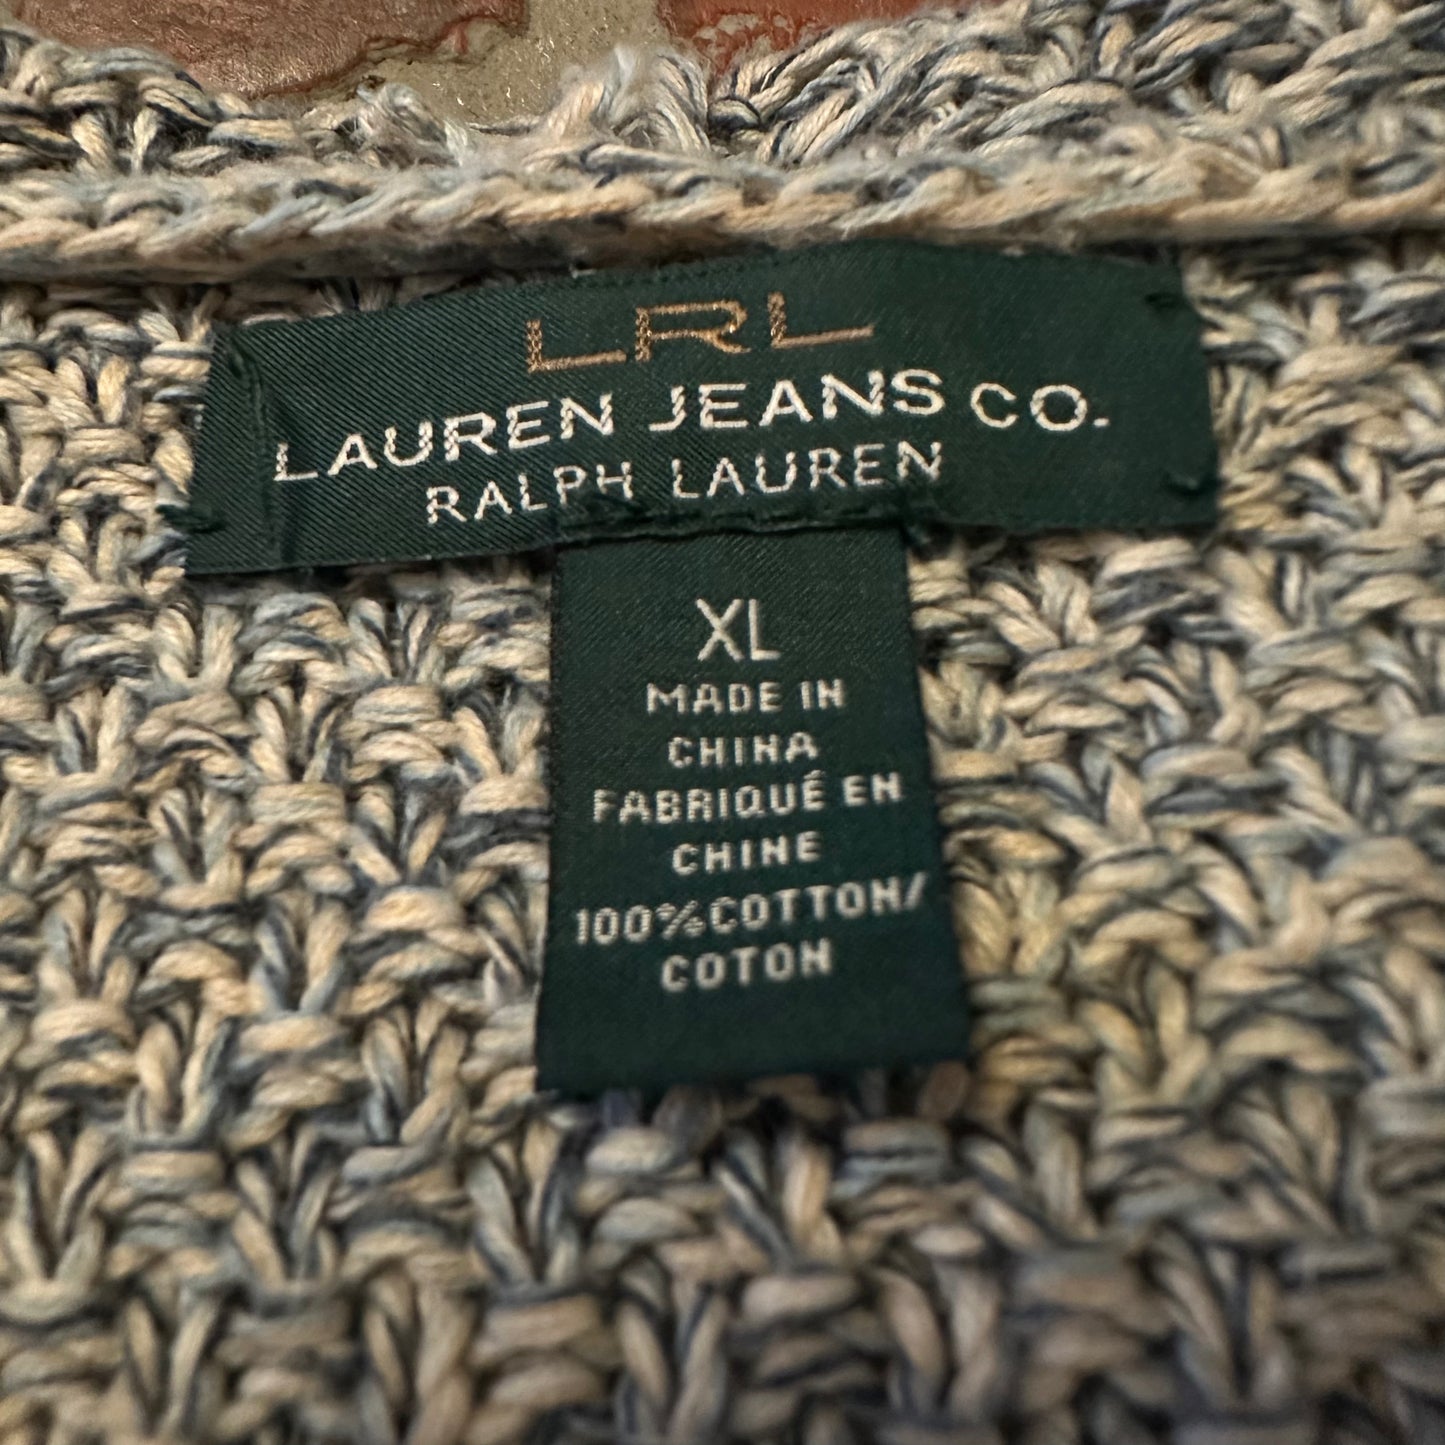 LRL
LAUREN JEANS CO.
RALPH LAUREN
XL
MADE IN
CHINA
FABRIQUÉ EN
CHINE
100%COTTON/
COTON